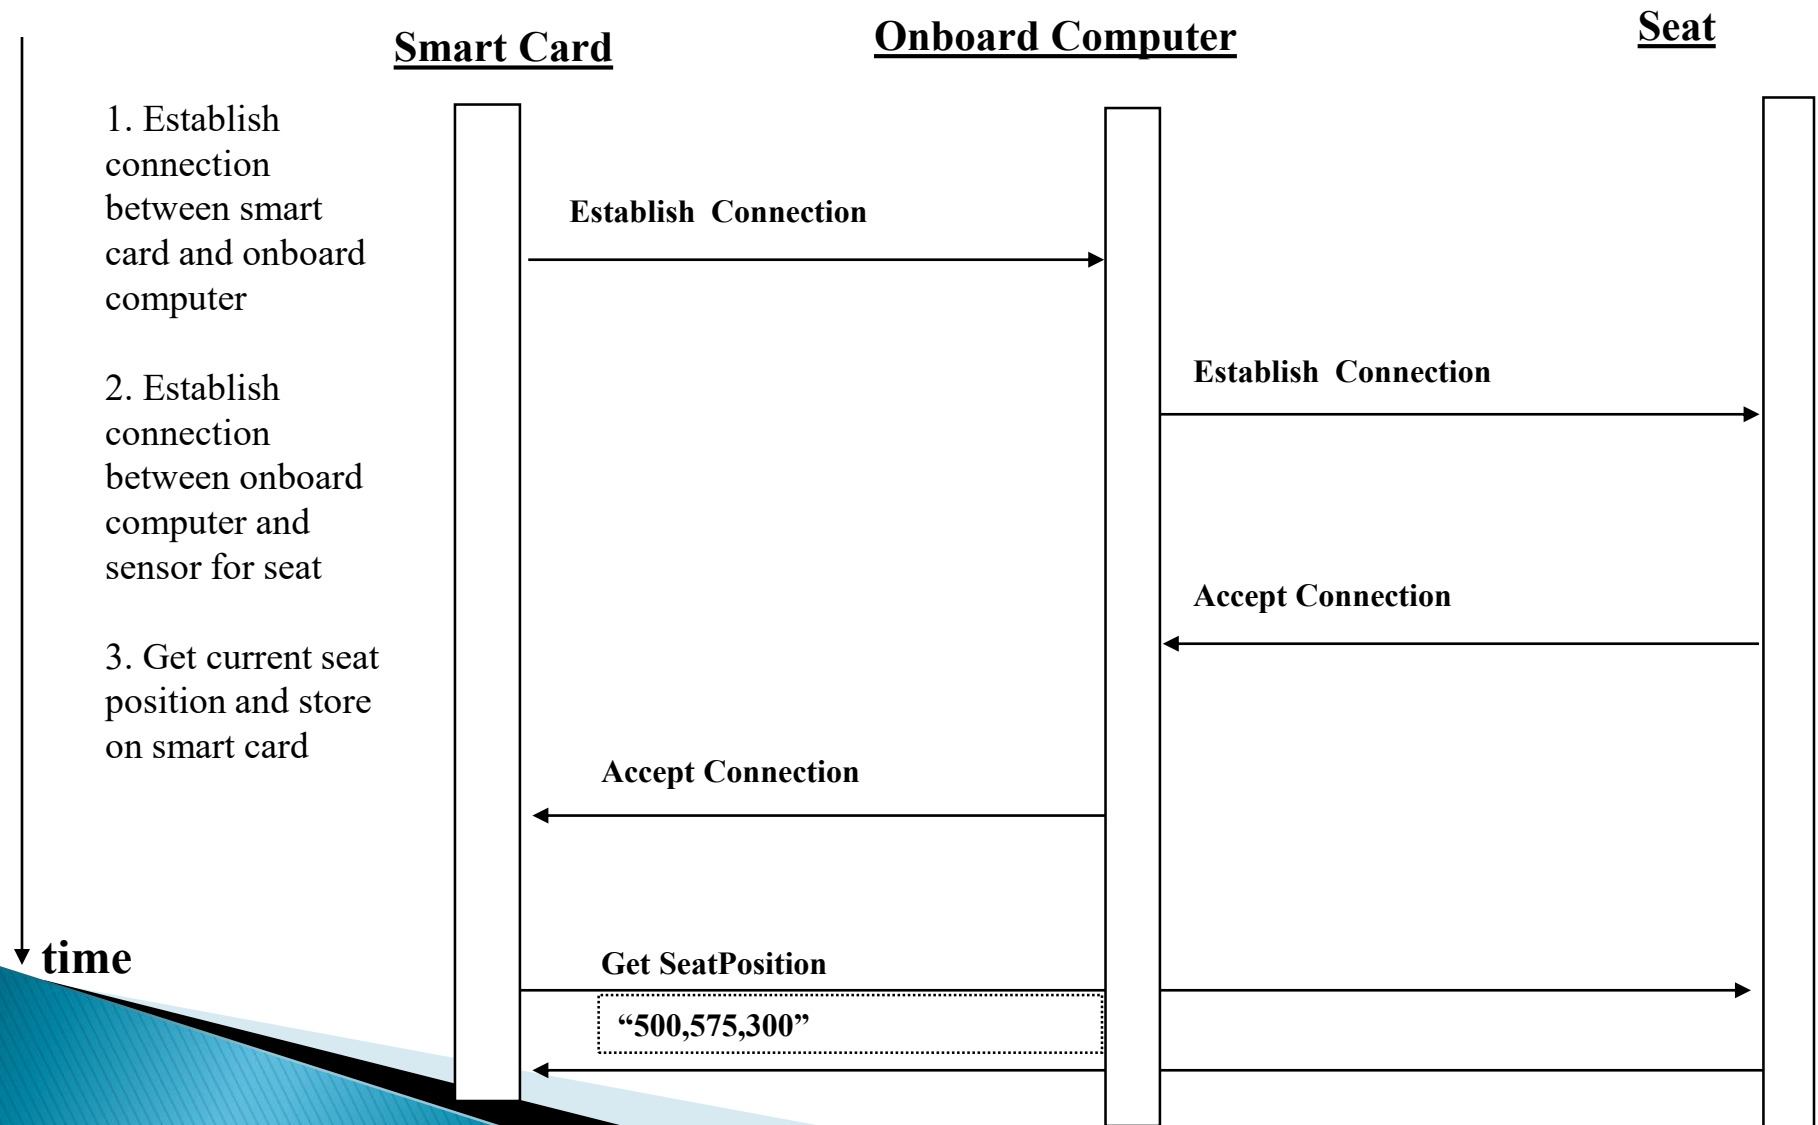 Smart Card
Onboard Computer
Seat
1. Establish
connection
between smart
card and onboard
computer
2. Establish
connection
between onboard
computer and
sensor for seat
3. Get current seat
position and store
on smart card
time
Establish  Connection
Establish  Connection
Accept Connection
Accept Connection
Get SeatPosition
“500,575,300”